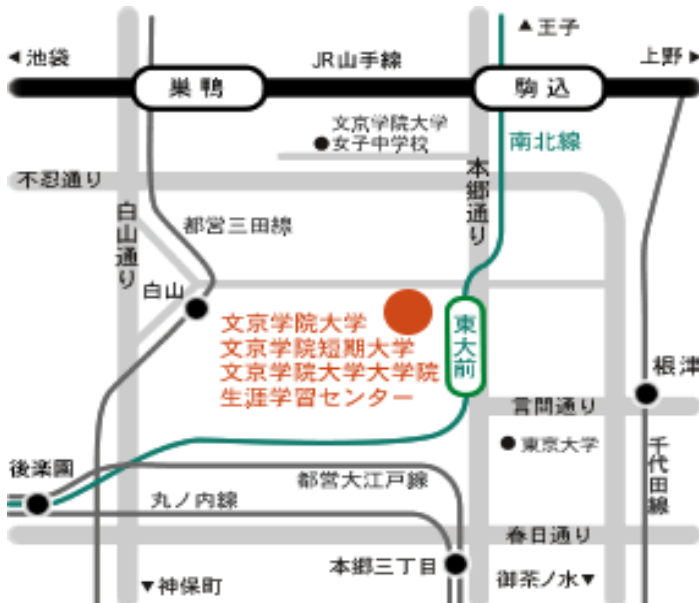 ▲王子
◀池袋
JR山手線
上野▶
巣鴨
駒込
文京学院大学
●女子中学校
南北線
不忍通り
本郷通り
白山通り
都営三田線
白山
文京学院大学
文京学院短期大学
文京学院大学大学院
生涯学習センター
東大前
根津
言問通り
●東京大学
千代田線
後楽園
都営大江戸線
丸ノ内線
春日通り
本郷三丁目
御茶ノ水▼
▼神保町